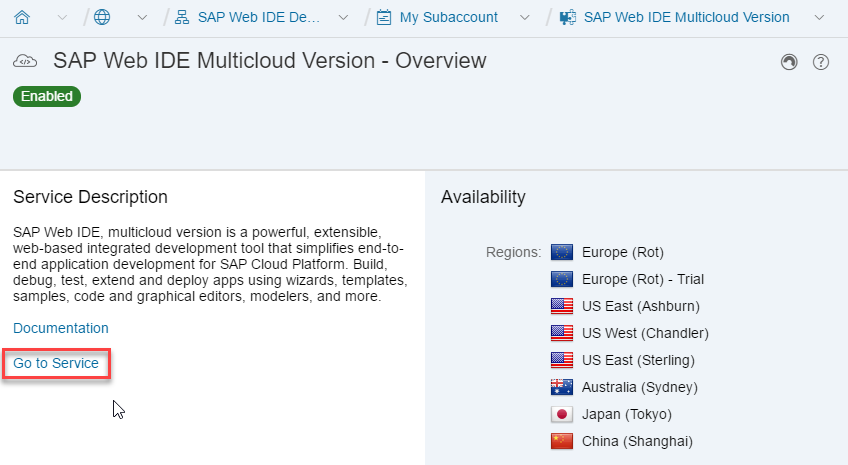 SAP Web IDE De... My Subaccount SAP Web IDE Multicloud Version
SAP Web IDE Multicloud Version - Overview
Enabled
Service Description
SAP Web IDE, multicloud version is a powerful, extensible,
web-based integrated development tool that simplifies end-to-
end application development for SAP Cloud Platform. Build,
debug, test, extend and deploy apps using wizards, templates,
samples, code and graphical editors, modelers, and more.
Documentation
Go to Service
Availability
Regions: Europe (Rot)
Europe (Rot) - Trial
US East (Ashburn)
US West (Chandler)
US East (Sterling)
Australia (Sydney)
Japan (Tokyo)
China (Shanghai)